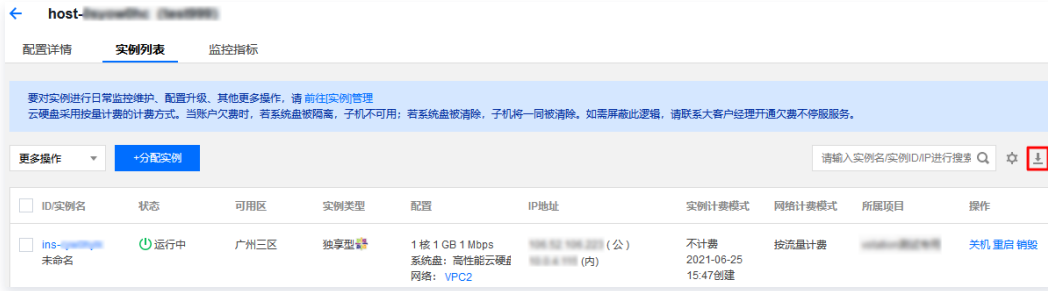 host-
配置详情 实例列表 监控指标
要对实例进行日常监控维护、配置升级、其他更多操作，请 前往[实例]管理
云硬盘采用按量计费的计费方式。当账户欠费时，若系统盘被隔离，子机不可用；若系统盘被清除，子机将一同被清除。如需屏蔽此逻辑，请联系大客户经理开通欠费不停服服务。
更多操作 +分配实例 请输入实例名/实例ID/IP进行搜索
ID/实例名 状态 可用区 实例类型 配置 IP地址 实例计费模式 网络计费模式 所属项目 操作
ins- 运行中 广州三区 独享型 1 核 1 GB 1 Mbps (公) 不计费 按流量计费 关机 重启 销毁
未命名 系统盘：高性能云硬盘 (内) 2021-06-25
网络：VPC2 15:47创建